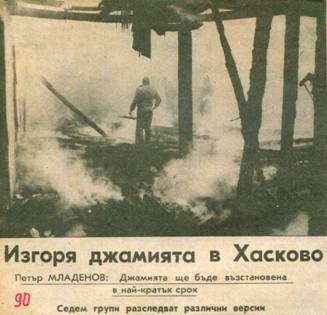 Изгоря джамията в Хасково
Петър МЛАДЕНОВ: Джамията ще бъде възстановена
в най-кратък срок
90
Седем групи разследват различни версии